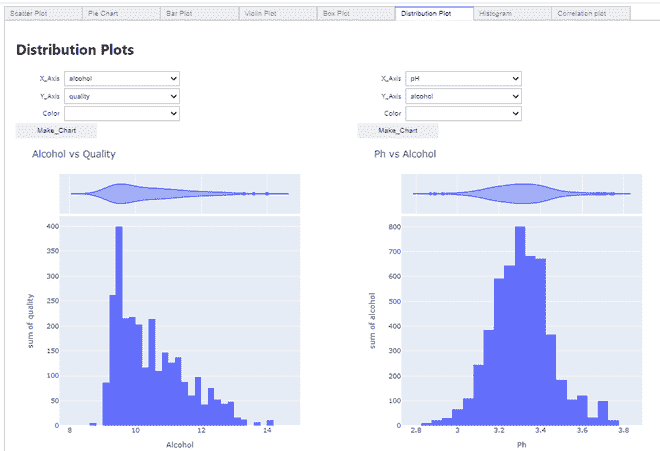 Scatter Plot Pie Chart Bar Plot Violin Plot Box Plot Distribution Plot Histogram Correlation plot
Distribution Plots
X_Axis alcohol
Y_Axis quality
Color
Make_Chart
X_Axis pH
Y_Axis alcohol
Color
Make_Chart
Alcohol vs Quality
400
350
300
250
200
150
100
50
0
sum of quality
8 10 12 14
Alcohol
Ph vs Alcohol
800
700
600
500
400
300
200
100
0
sum of alcohol
2.8 3 3.2 3.4 3.6 3.8
Ph